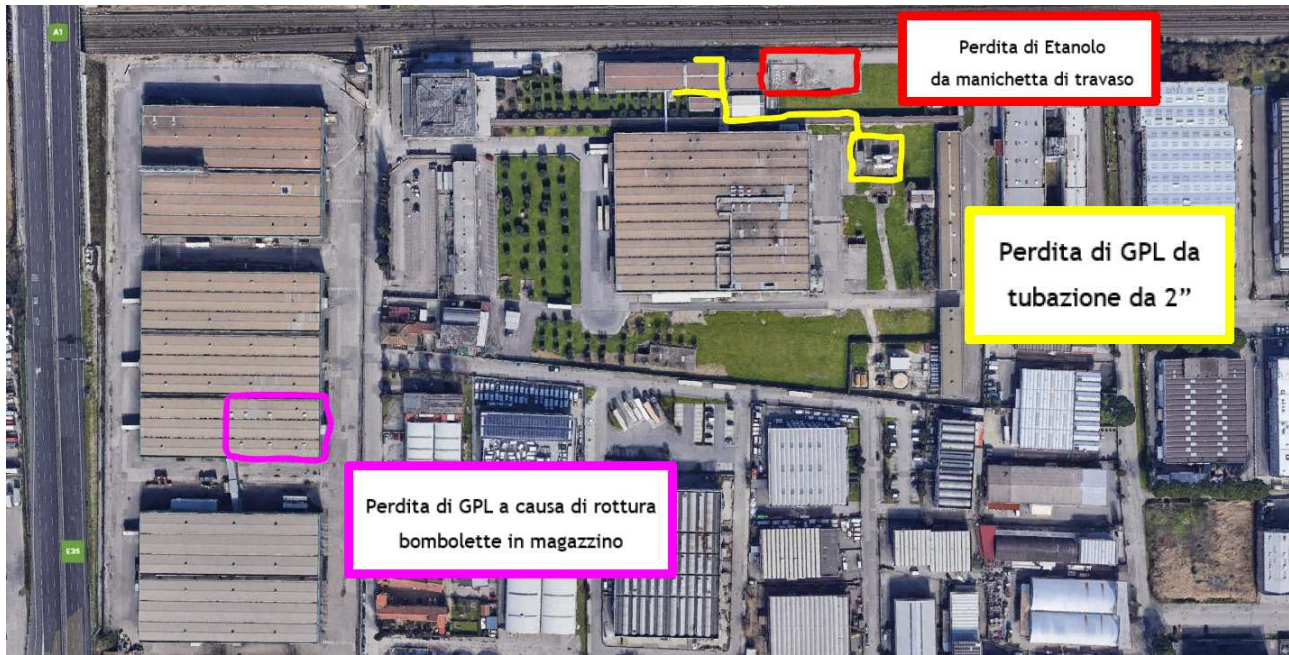 A1
Perdita di Etanolo
da manichetta di travaso
Perdita di GPL da
tubazione da 2”
Perdita di GPL a causa di rottura
bombolette in magazzino
E35